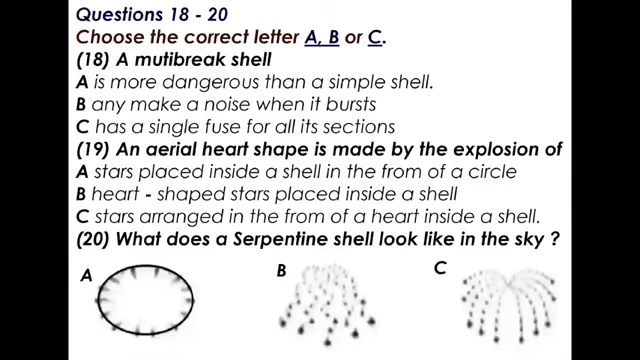 Questions 18 - 20
Choose the correct letter A, B or C.
(18) A mutibreak shell
A is more dangerous than a simple shell.
B any make a noise when it bursts
C has a single fuse for all its sections
(19) An aerial heart shape is made by the explosion of
A stars placed inside a shell in the from of a circle
B heart - shaped stars placed inside a shell
C stars arranged in the from of a heart inside a shell.
(20) What does a Serpentine shell look like in the sky ?
A B C